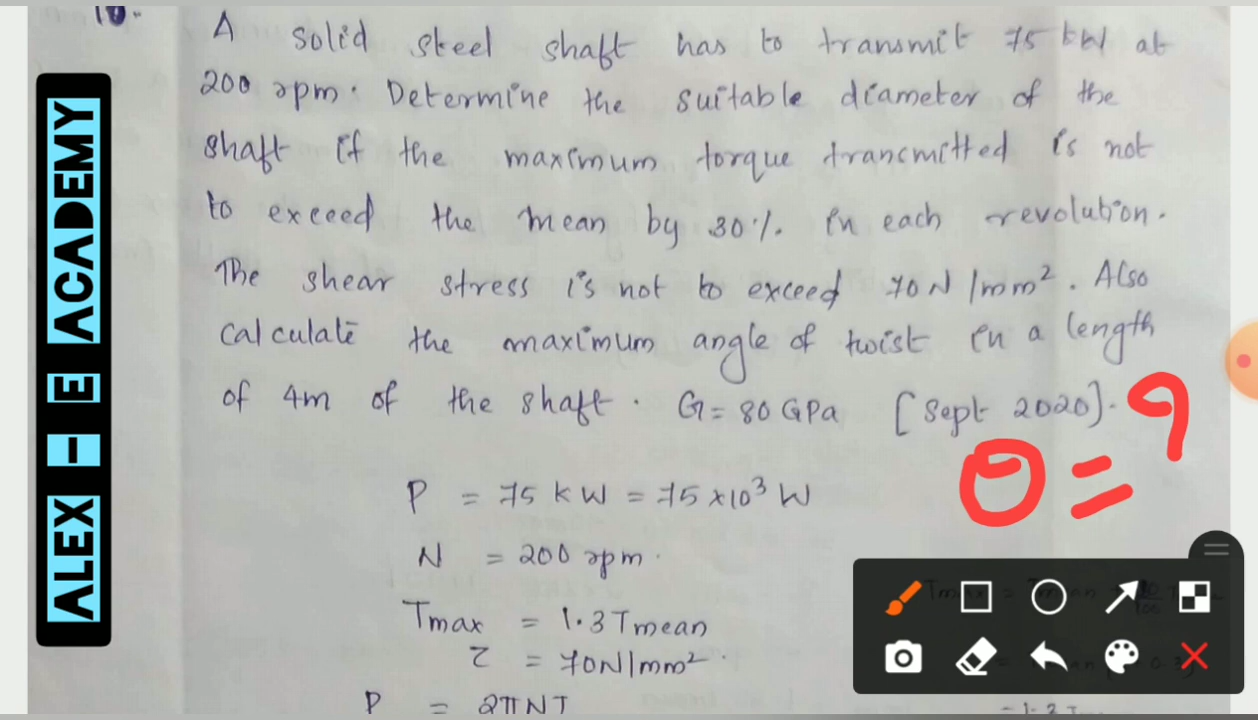 10.
A solid steel shaft has to transmit 75 kW at
200 rpm. Determine the suitable diameter of the
shaft if the maximum torque trancmitted is not
to exceed the mean by 30%. in each revolution.
The shear stress is not to exceed 70 N/mm². Also
calculate the maximum angle of twist in a length
of 4m of the shaft. G = 80 GPa [Sept 2020].
θ = ?
P = 75 kW = 75 × 10³ W
N = 200 rpm.
Tmax = 1.3 Tmean
τ = 70N/mm².
P = 2πNT
ALEX - E ACADEMY